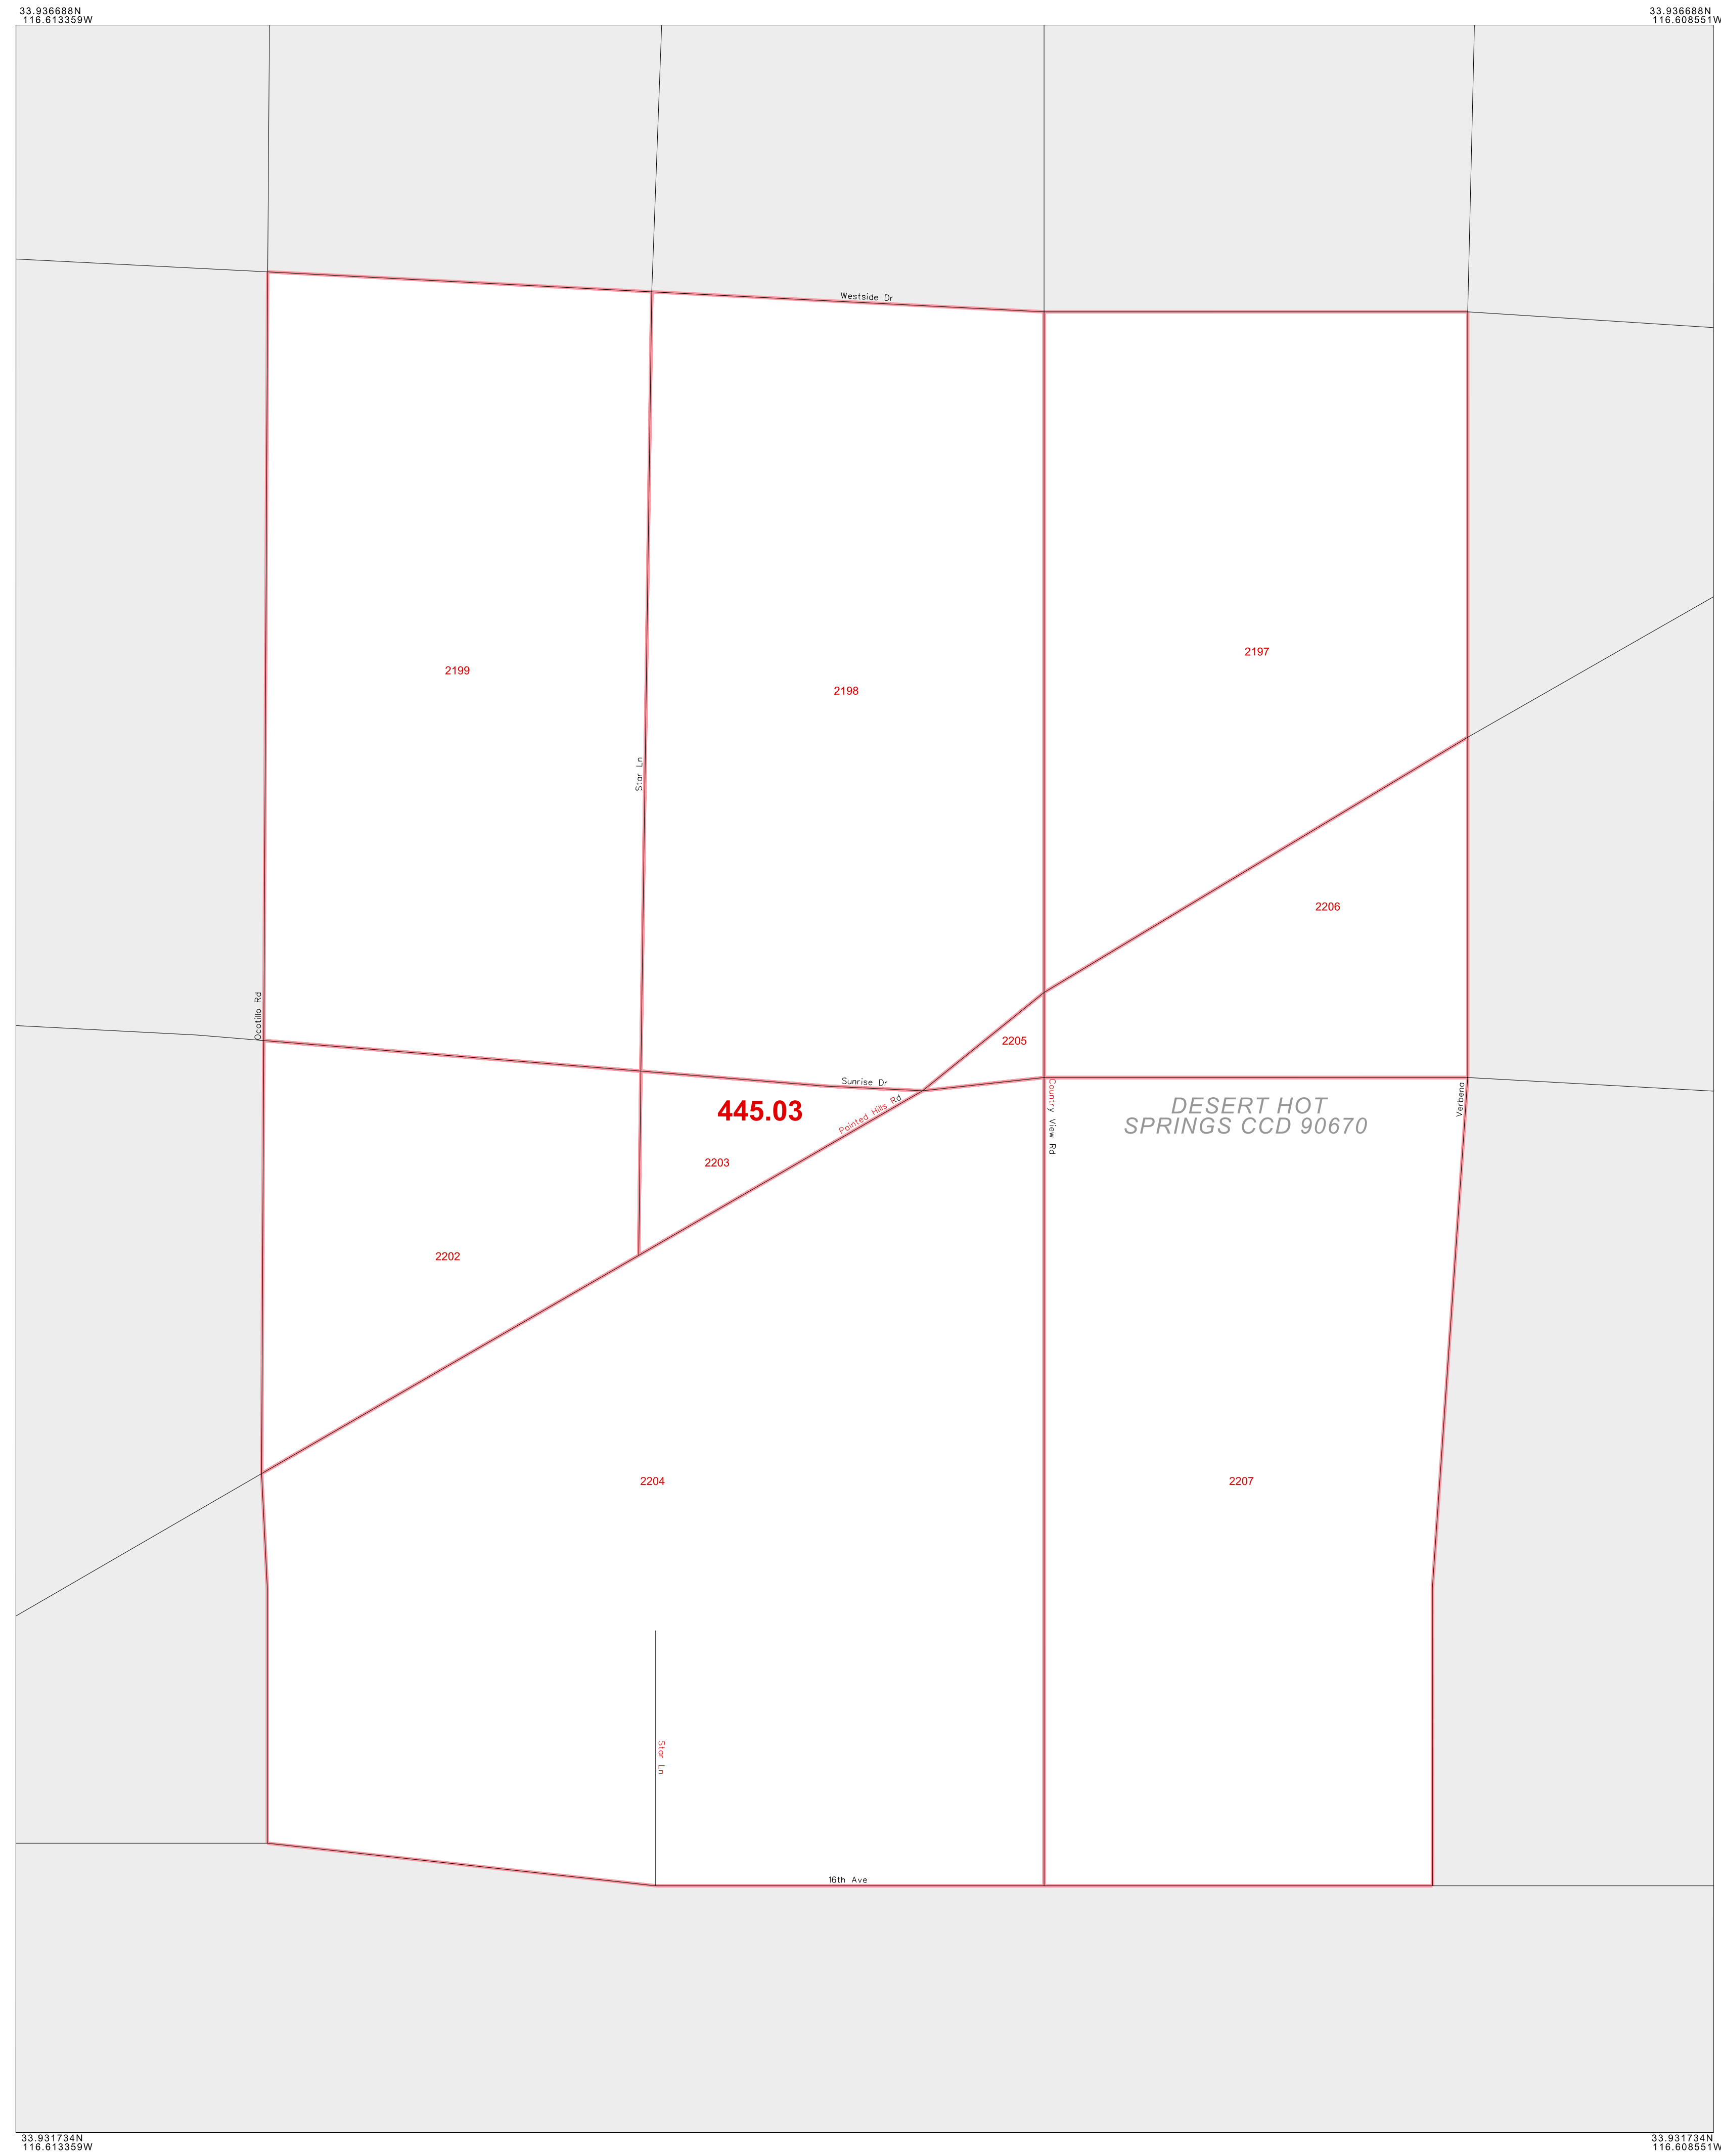 33.936688N
116.613359W
33.936688N
116.608551W
Westside Dr
2197
2199
2198
Star Ln
2206
Ocotillo Rd
2205
Sunrise Dr
Painted Hills Rd
445.03
Country View Rd
DESERT HOT
SPRINGS CCD 90670
Verbena
2203
2202
2204
2207
Star Ln
16th Ave
33.931734N
116.613359W
33.931734N
116.608551W